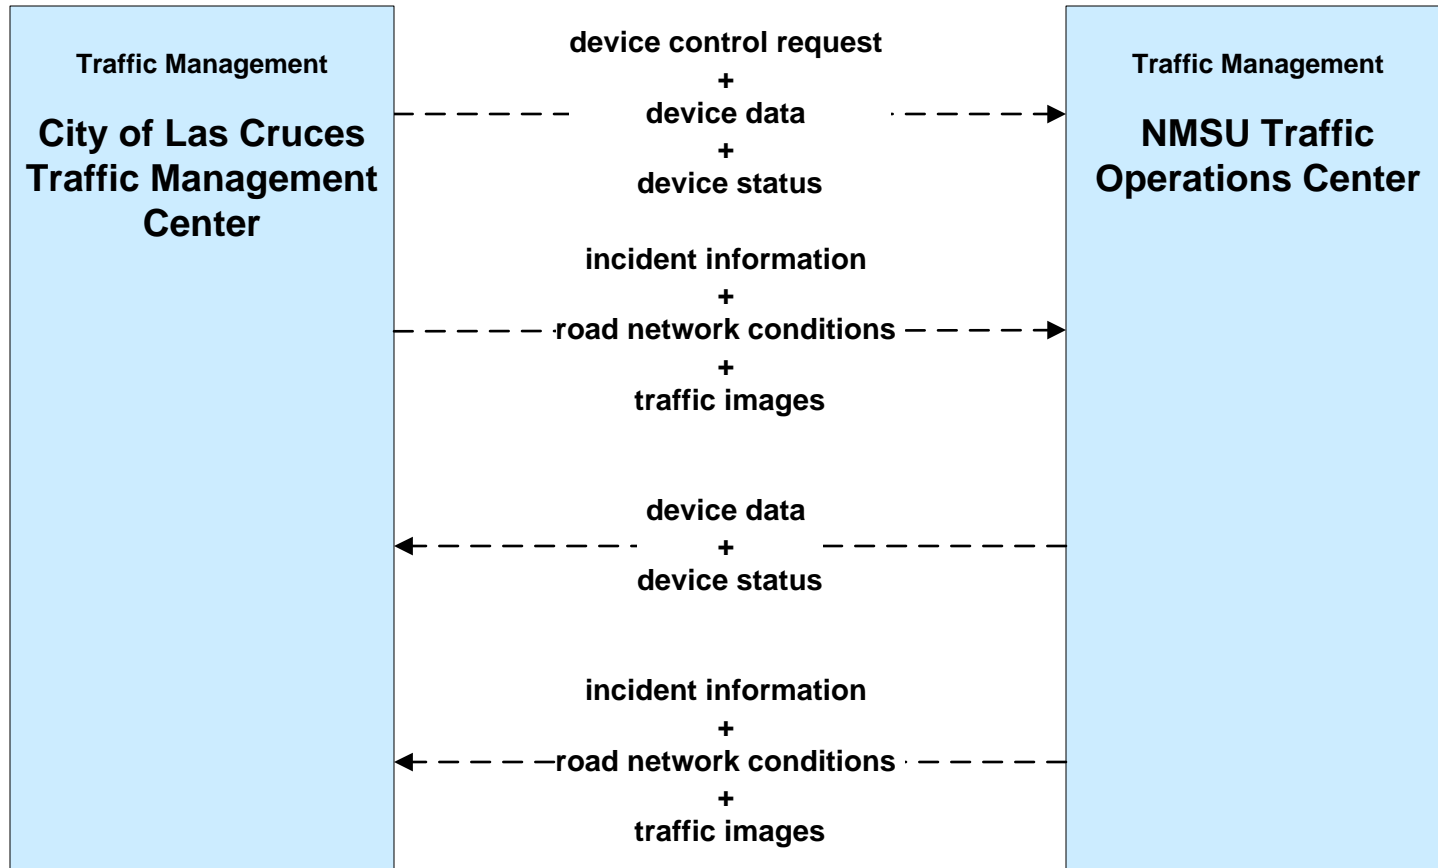 Traffic Management
City of Las Cruces
Traffic Management
Center
device control request
+
device data
+
device status
incident information
+
road network conditions
+
traffic images
device data
+
device status
incident information
+
road network conditions
+
traffic images
Traffic Management
NMSU Traffic
Operations Center